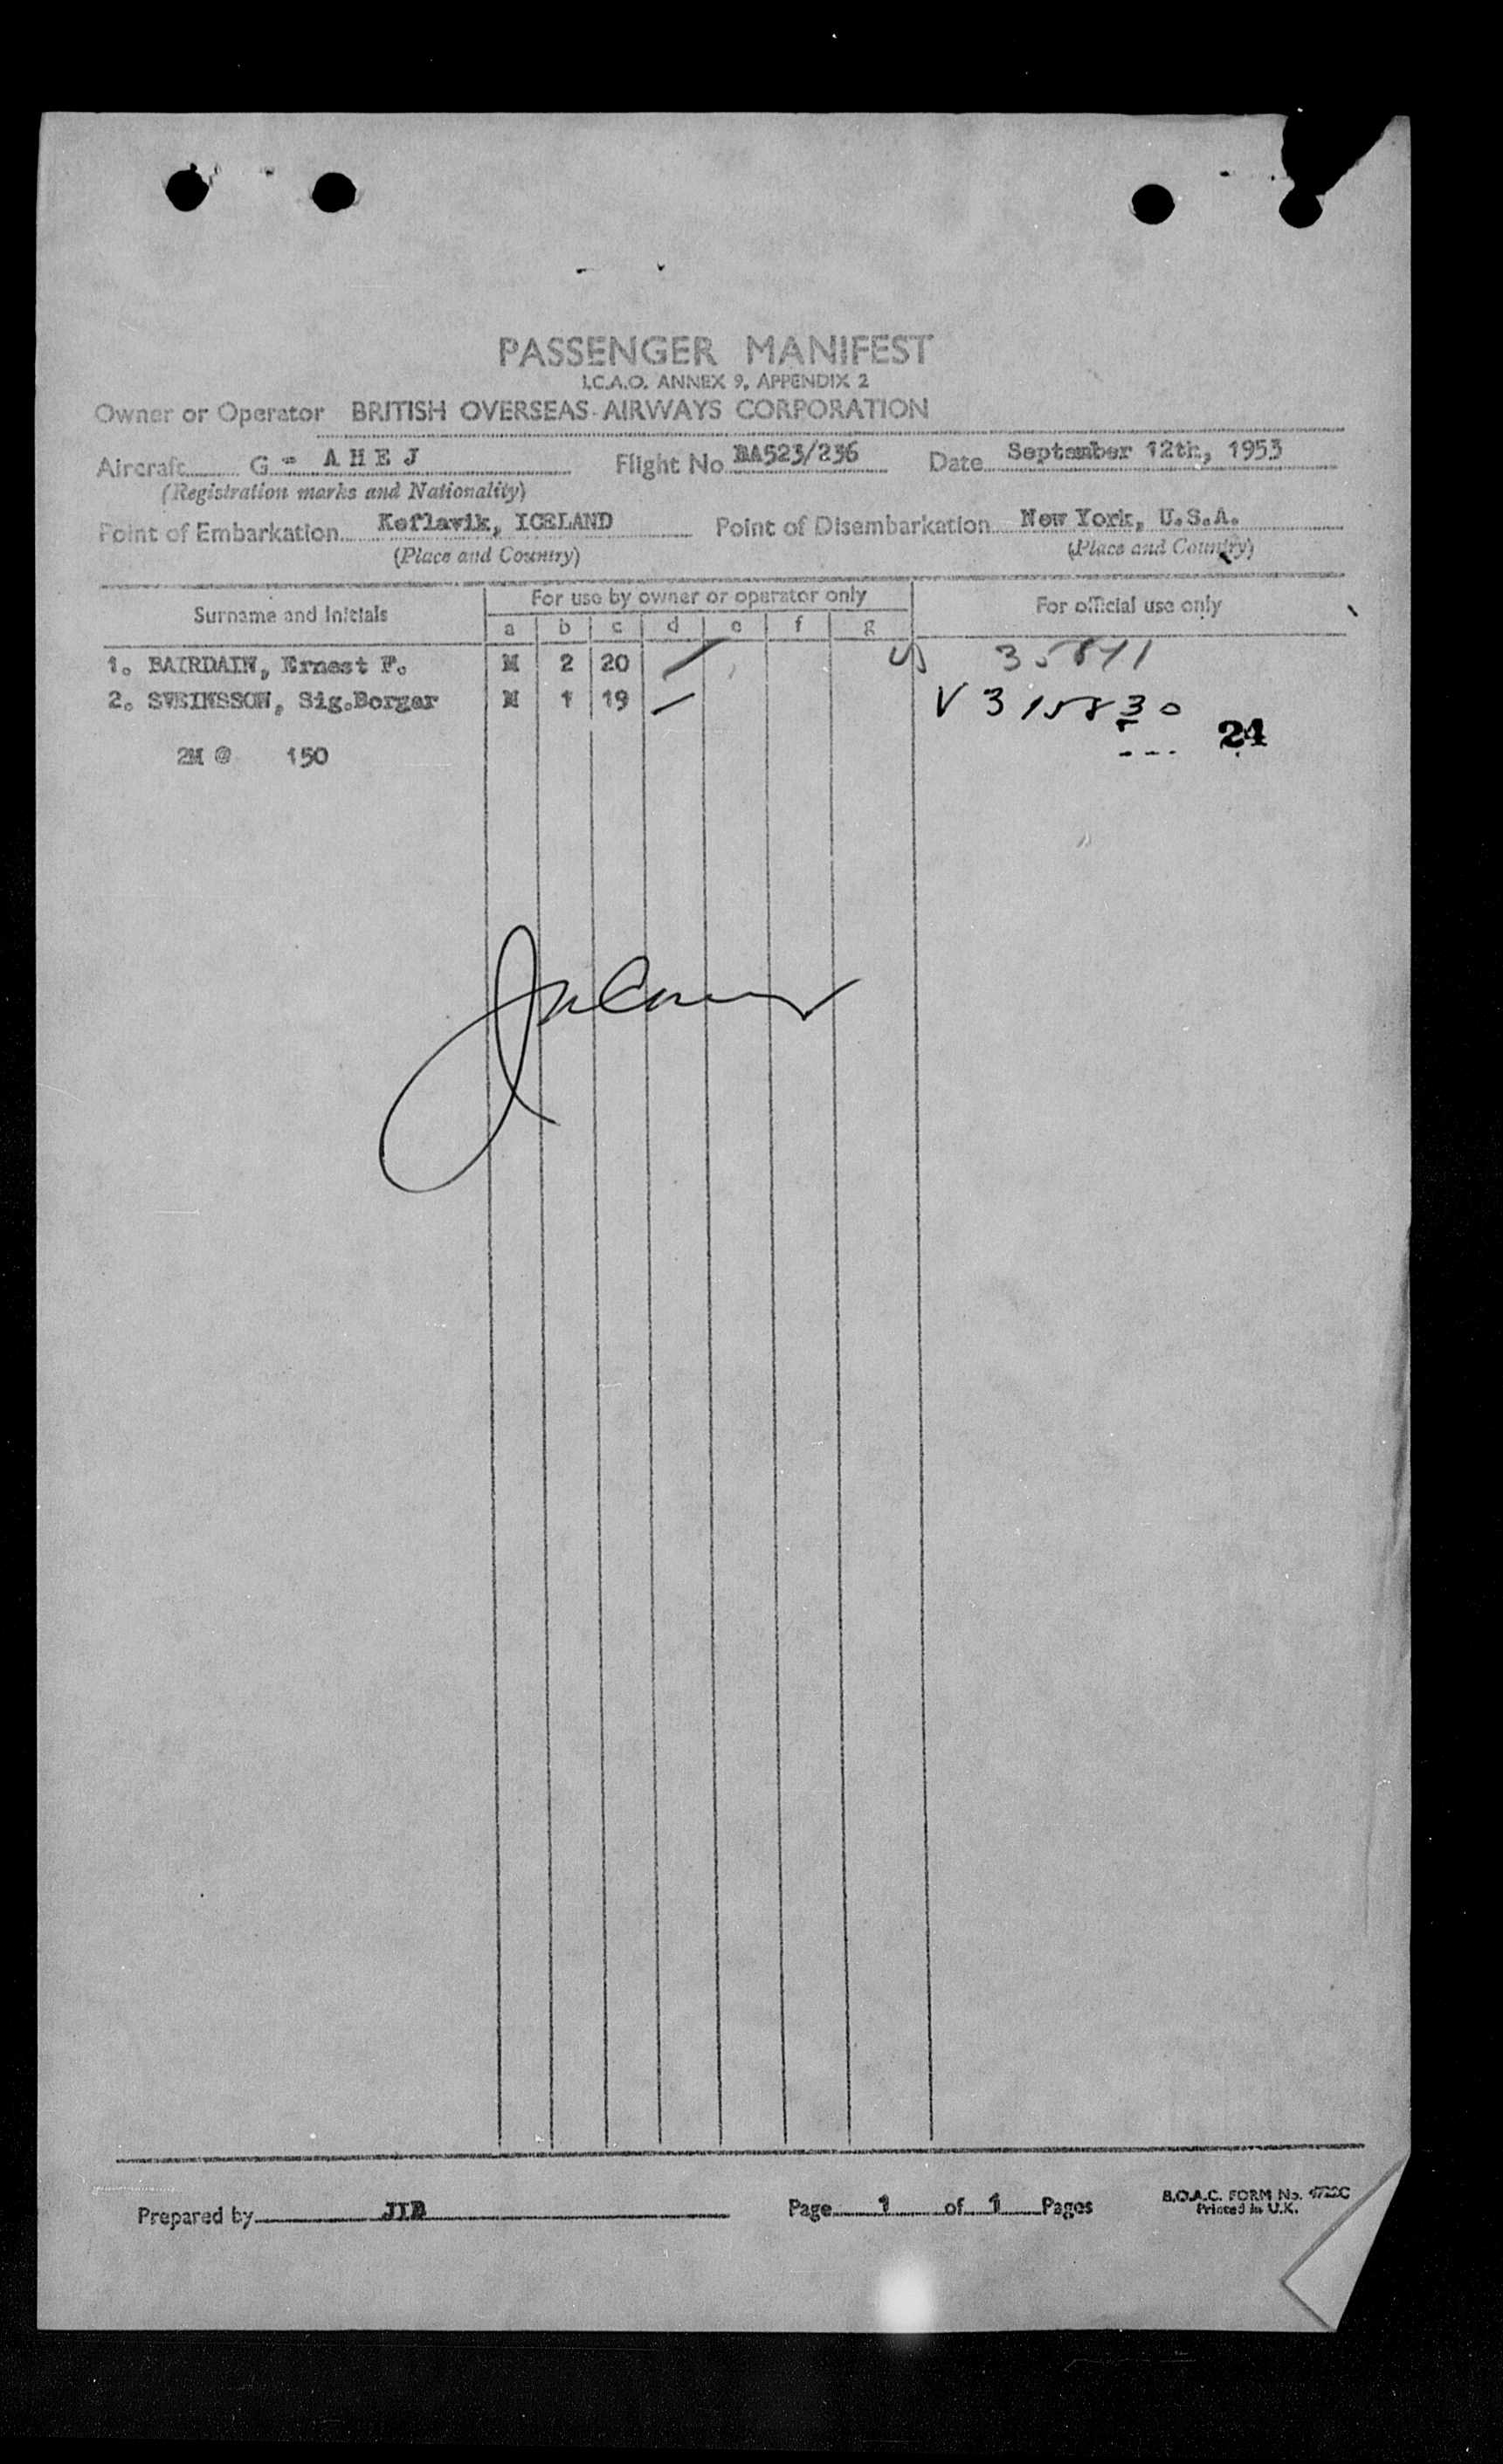 PASSENGER MANIFEST
I.C.A.O. ANNEX 9, APPENDIX 2
Owner or Operator BRITISH OVERSEAS AIRWAYS CORPORATION
Aircraft G - A H E J Flight No BA523/236 Date September 12th, 1953
(Registration marks and Nationality)
Point of Embarkation Keflavik, ICELAND Point of Disembarkation New York, U.S.A.
(Place and Country) (Place and Country)
Surname and Initials For use by owner or operator only For official use only
a b c d e f g
1. BAIRDAIN, Ernest F. M 2 20
2. SVEINSSON, Sig.Borgar M 1 19 V 315830
24
2M @ 150
Prepared by JIB Page 1 of 1 Pages B.O.A.C. FORM No.
Printed in U.K.